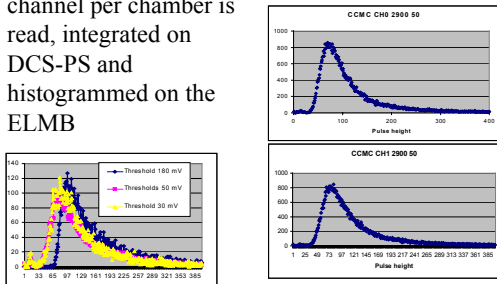 channel per chamber is
read, integrated on
DCS-PS and
histogrammed on the
ELMB
140
120
100
80
60
40
20
0
1 33 65 97 129 161 193 225 257 289 321 353 385
Threshold 180 mV
Thresholds 50 mV
Threshold 30 mV
CCMC CH0 2900 50
1000
800
600
400
200
0
0 100 200 300 400
Pulse height
CCMC CH1 2900 50
1000
800
600
400
200
0
1 25 49 73 97 121 145 169 193 217 241 265 289 313 337 361 385
Pulse height